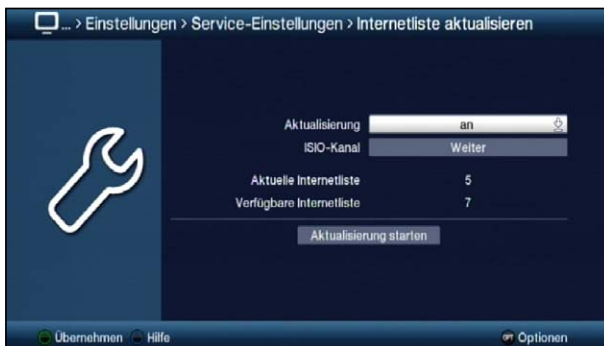 ... > Einstellungen > Service-Einstellungen > Internetliste aktualisieren
Aktualisierung an
ISIO-Kanal Weiter
Aktuelle Internetliste 5
Verfügbare Internetliste 7
Aktualisierung starten
Übernehmen Hilfe OPT Optionen